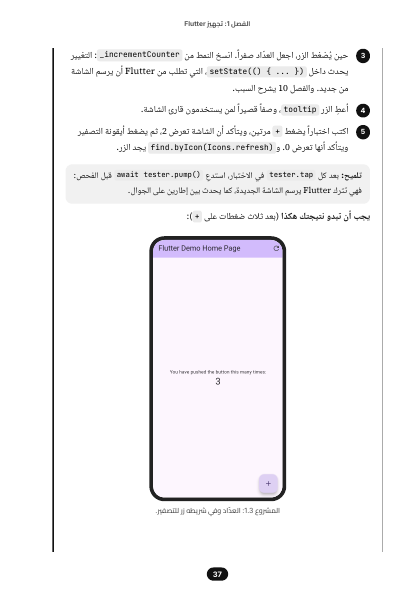 الفصل 1: تجهيز Flutter
3 حين يُضغط الزر، اجعل العدّاد صفراً. انسخ النمط من _incrementCounter: التغيير
يحدث داخل setState(() { ... })، التي تطلب من Flutter أن يرسم الشاشة
من جديد. والفصل 10 يشرح السبب.
4 أعطِ الزر tooltip، وصفاً قصيراً لمن يستخدمون قارئ الشاشة.
5 اكتب اختباراً يضغط + مرتين، ويتأكد أن الشاشة تعرض 2، ثم يضغط أيقونة التصفير
ويتأكد أنها تعرض 0. و find.byIcon(Icons.refresh) يجد الزر.
تلميح: بعد كل tester.tap في الاختبار، استدعِ await tester.pump() قبل الفحص:
فهي تترك Flutter يرسم الشاشة الجديدة، كما يحدث بين إطارين على الجوال.
يجب أن تبدو نتيجتك هكذا (بعد ثلاث ضغطات على +):
Flutter Demo Home Page
You have pushed the button this many times:
3
+
المشروع 1.3: العدّاد وفي شريطه زر للتصفير.
37